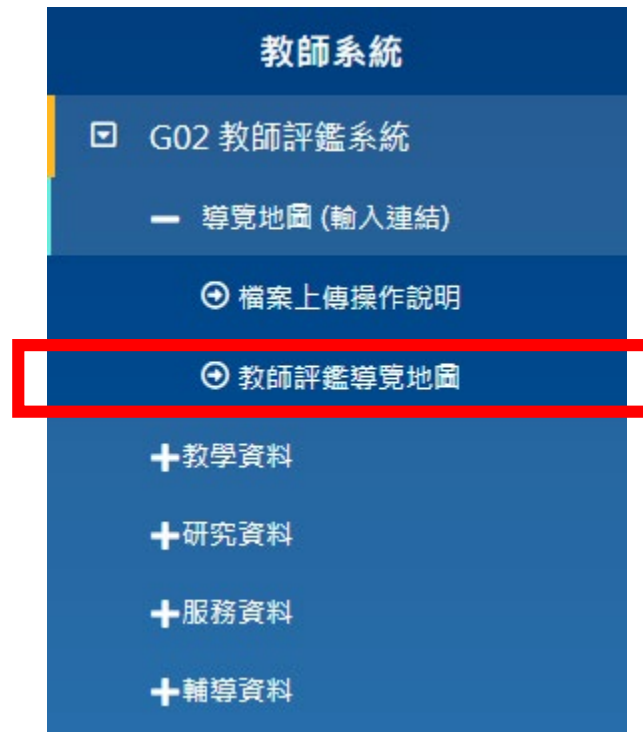 教師系統
G02 教師評鑑系統
導覽地圖 (輸入連結)
檔案上傳操作說明
教師評鑑導覽地圖
教學資料
研究資料
服務資料
輔導資料